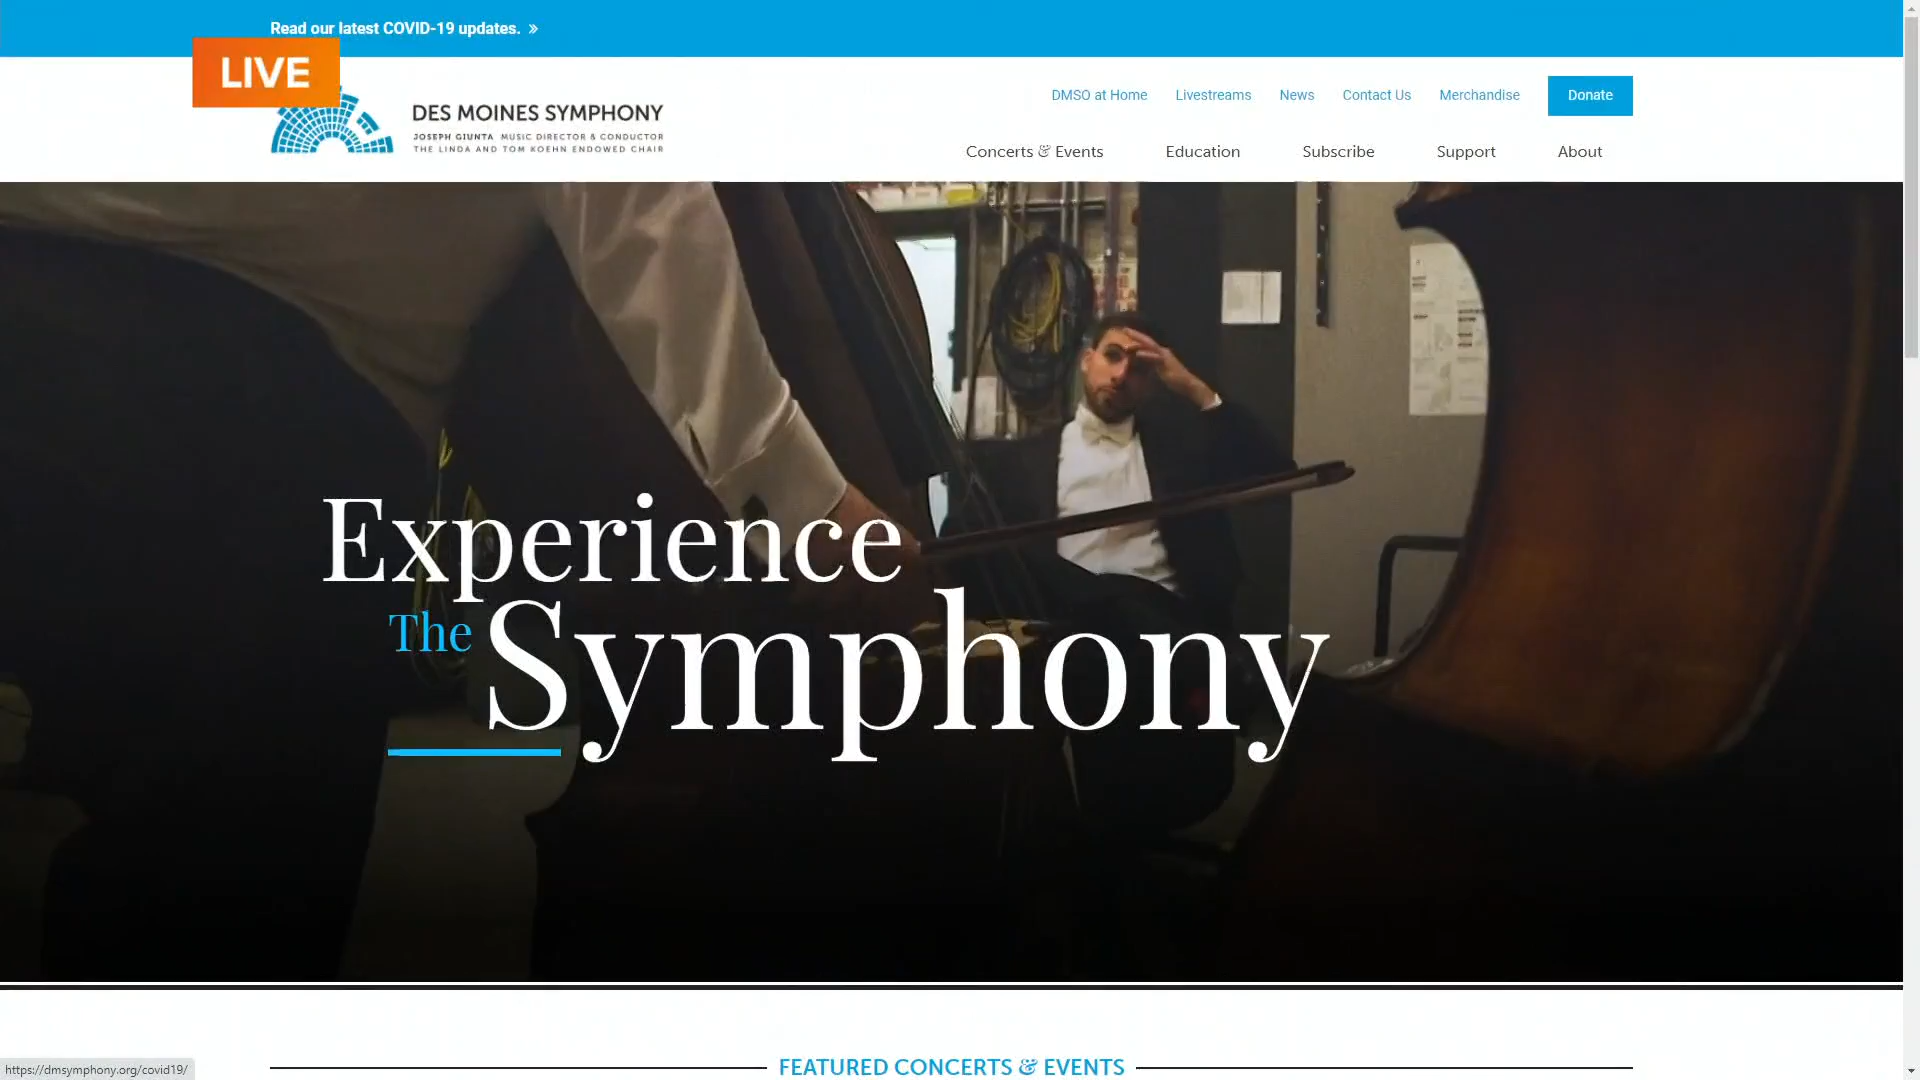 Read our latest COVID-19 updates. »
LIVE
DES MOINES SYMPHONY
JOSEPH GIUNTA MUSIC DIRECTOR & CONDUCTOR
THE LINDA AND TOM KOEHN ENDOWED CHAIR
DMSO at Home Livestreams News Contact Us Merchandise Donate
Concerts & Events Education Subscribe Support About
Experience
The Symphony
FEATURED CONCERTS & EVENTS
https://dmsymphony.org/covid19/